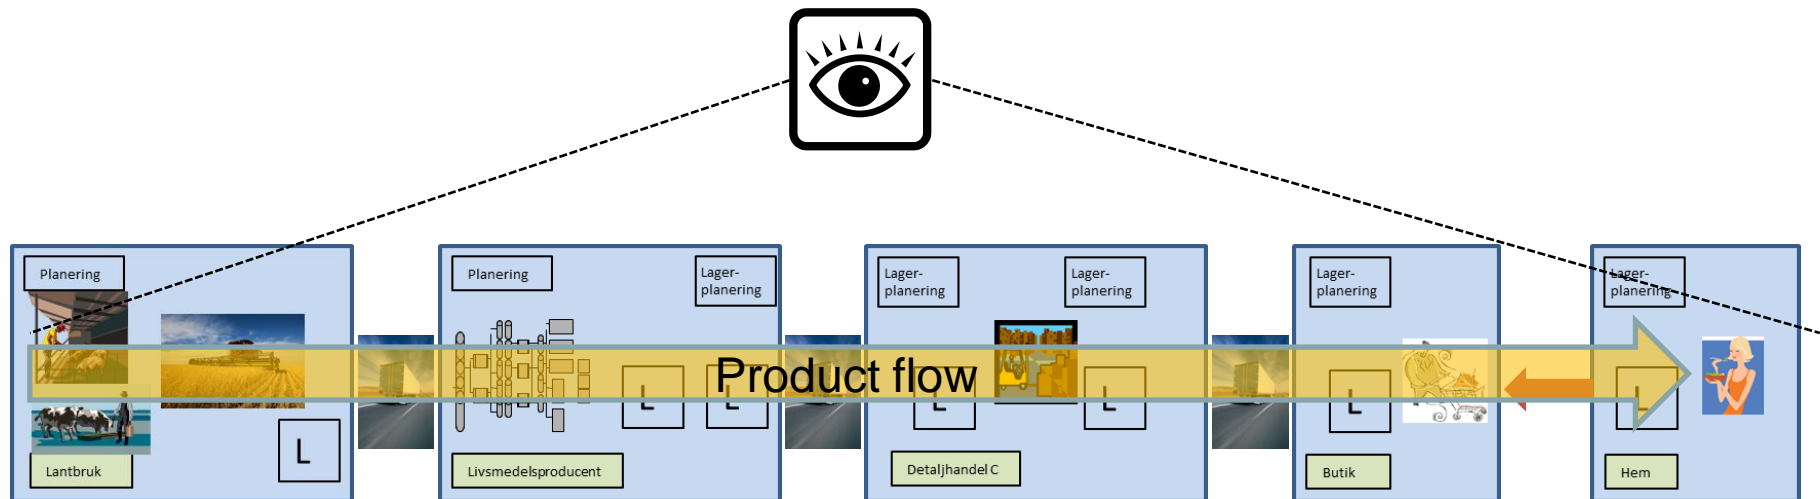 Planering
L
Lantbruk
Planering
Lager-
planering
L
L
Livsmedelsproducent
Lager-
planering
Lager-
planering
L
L
Detaljhandel C
Lager-
planering
L
Butik
Lager-
planering
L
Hem
Product flow